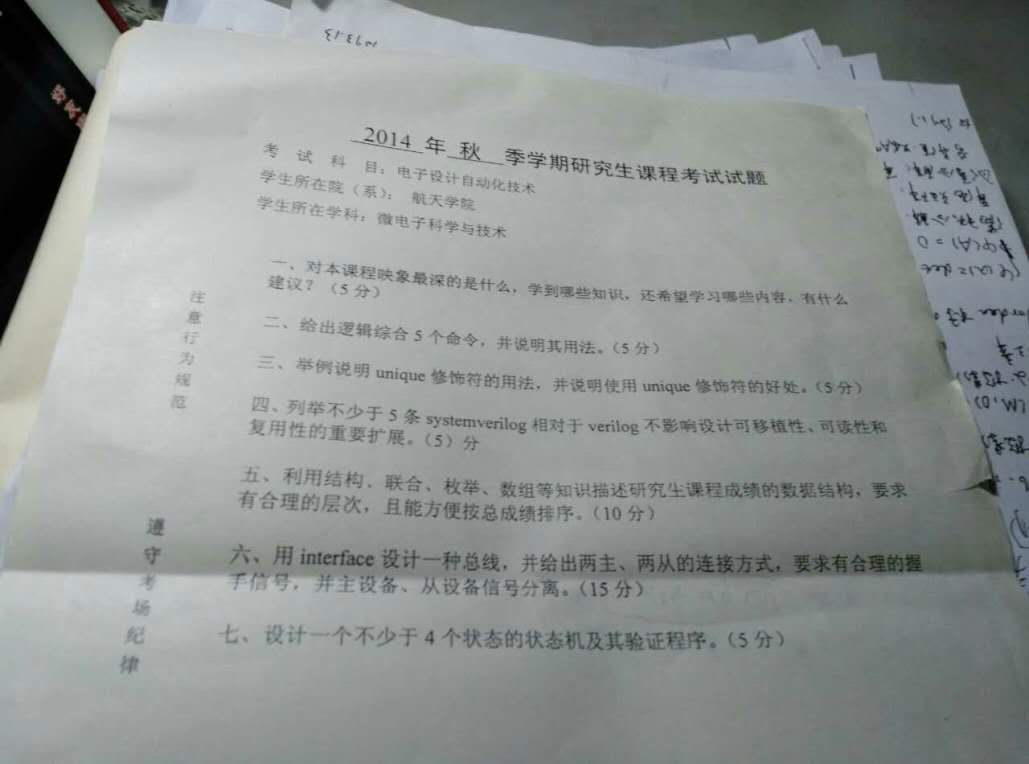 2014 年 秋 季学期研究生课程考试试题
考 试 科 目：电子设计自动化技术
学生所在院（系）： 航天学院
学生所在学科：微电子科学与技术
一、对本课程映象最深的是什么，学到哪些知识，还希望学习哪些内容，有什么
建议？（5 分）
二、给出逻辑综合 5 个命令，并说明其用法。（5 分）
三、举例说明 unique 修饰符的用法，并说明使用 unique 修饰符的好处。（5 分）
四、列举不少于 5 条 systemverilog 相对于 verilog 不影响设计可移植性、可读性和
复用性的重要扩展。（5）分
五、利用结构、联合、枚举、数组等知识描述研究生课程成绩的数据结构，要求
有合理的层次，且能方便按总成绩排序。（10 分）
六、用 interface 设计一种总线，并给出两主、两从的连接方式，要求有合理的握
手信号，并主设备、从设备信号分离。（15 分）
七、设计一个不少于 4 个状态的状态机及其验证程序。（5 分）
注意行为规范
遵守考场纪律